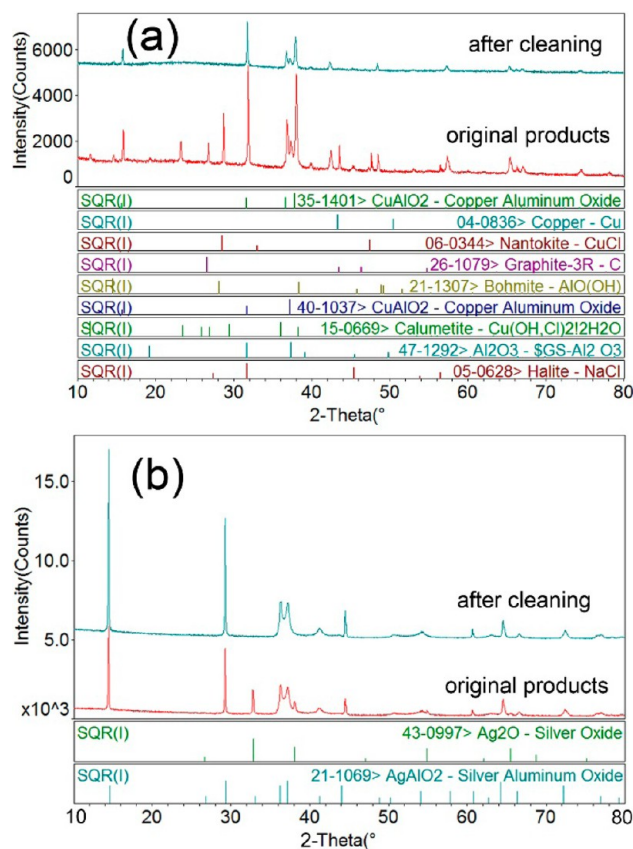 (a)
after cleaning
original products
Intensity(Counts)
6000
4000
2000
0
SQR(I) 35-1401> CuAlO2 - Copper Aluminum Oxide
SQR(I) 04-0836> Copper - Cu
SQR(I) 06-0344> Nantokite - CuCl
SQR(I) 26-1079> Graphite-3R - C
SQR(I) 21-1307> Bohmite - AlO(OH)
SQR(I) 40-1037> CuAlO2 - Copper Aluminum Oxide
SQR(I) 15-0669> Calumetite - Cu(OH,Cl)2!2H2O
SQR(I) 47-1292> Al2O3 - $GS-Al2 O3
SQR(I) 05-0628> Halite - NaCl
10 20 30 40 50 60 70 80
2-Theta(°
(b)
after cleaning
original products
Intensity(Counts)
15.0
10.0
5.0
x10^3
SQR(I) 43-0997> Ag2O - Silver Oxide
SQR(I) 21-1069> AgAlO2 - Silver Aluminum Oxide
10 20 30 40 50 60 70 80
2-Theta(°